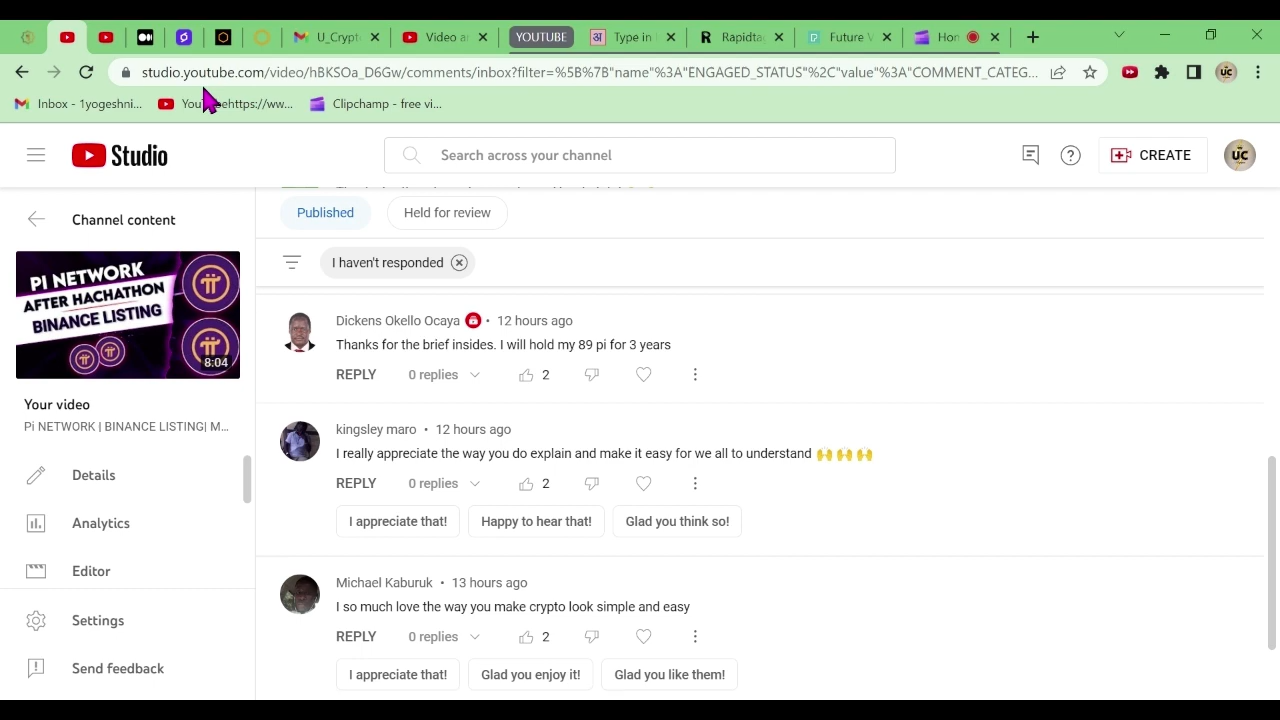 U_Crypt
Video ar
YOUTUBE
Type in
Rapidta
Future V
Hon
studio.youtube.com/video/hBKSOa_D6Gw/comments/inbox?filter=%5B%7B"name"%3A"ENGAGED_STATUS"%2C"value"%3A"COMMENT_CATEG...
Inbox - 1yogeshni...
YouTubehttps://ww...
Clipchamp - free vi...
Studio
Search across your channel
CREATE
UC
Channel content
Published
Held for review
I haven't responded
PI NETWORK
AFTER HACHATHON
BINANCE LISTING
8:04
Your video
Pi NETWORK | BINANCE LISTING| M...
Details
Analytics
Editor
Settings
Send feedback
Dickens Okello Ocaya • 12 hours ago
Thanks for the brief insides. I will hold my 89 pi for 3 years
REPLY 0 replies 2
kingsley maro • 12 hours ago
I really appreciate the way you do explain and make it easy for we all to understand 🙌 🙌 🙌
REPLY 0 replies 2
I appreciate that! Happy to hear that! Glad you think so!
Michael Kaburuk • 13 hours ago
I so much love the way you make crypto look simple and easy
REPLY 0 replies 2
I appreciate that! Glad you enjoy it! Glad you like them!